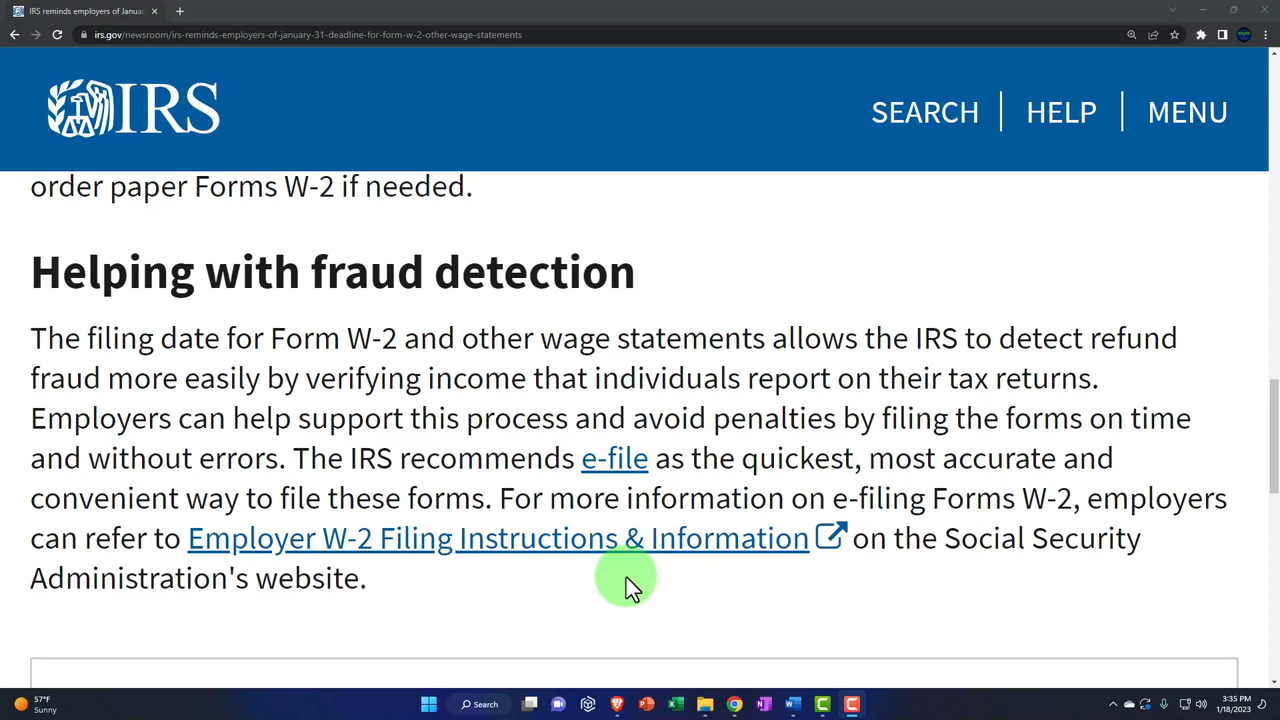 IRS reminds employers of Januar
irs.gov/newsroom/irs-reminds-employers-of-january-31-deadline-for-form-w-2-other-wage-statements
IRS
SEARCH
HELP
MENU
order paper Forms W-2 if needed.
Helping with fraud detection
The filing date for Form W-2 and other wage statements allows the IRS to detect refund
fraud more easily by verifying income that individuals report on their tax returns.
Employers can help support this process and avoid penalties by filing the forms on time
and without errors. The IRS recommends e-file as the quickest, most accurate and
convenient way to file these forms. For more information on e-filing Forms W-2, employers
can refer to Employer W-2 Filing Instructions & Information on the Social Security
Administration's website.
57°F
Sunny
Search
3:35 PM
1/18/2023